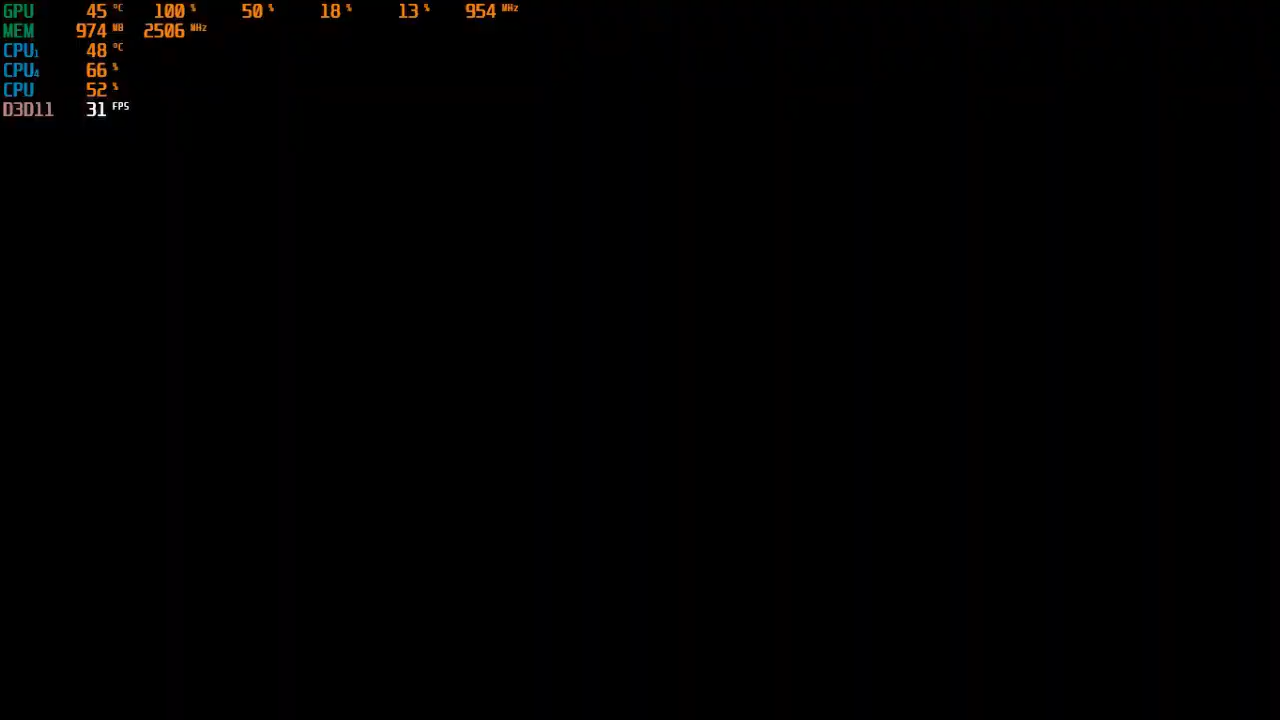 GPU 45 °C 100 % 50 % 18 % 13 % 954 MHz
MEM 974 MB 2506 MHz
CPU1 48 °C
CPU4 66 %
CPU 52 %
D3D11 31 FPS